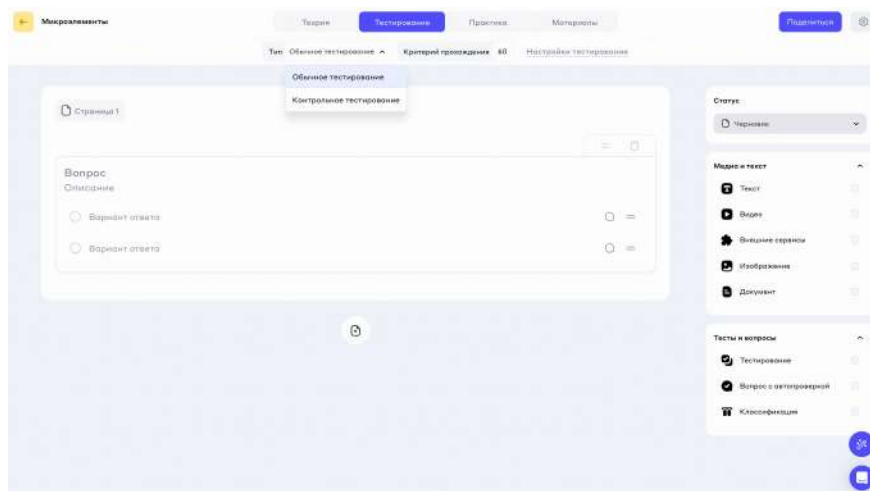 Микроэлементы
Теория Тестирование Практика Материалы
Поделиться
Тип Обычное тестирование Критерий прохождения 60 Настройки тестирования
Обычное тестирование
Контрольное тестирование
Страница 1
Вопрос
Описание
Вариант ответа
Вариант ответа
Статус
Черновик
Медиа и текст
Текст
Видео
Внешние сервисы
Изображение
Документ
Тесты и вопросы
Тестирование
Вопрос с автопроверкой
Классификация